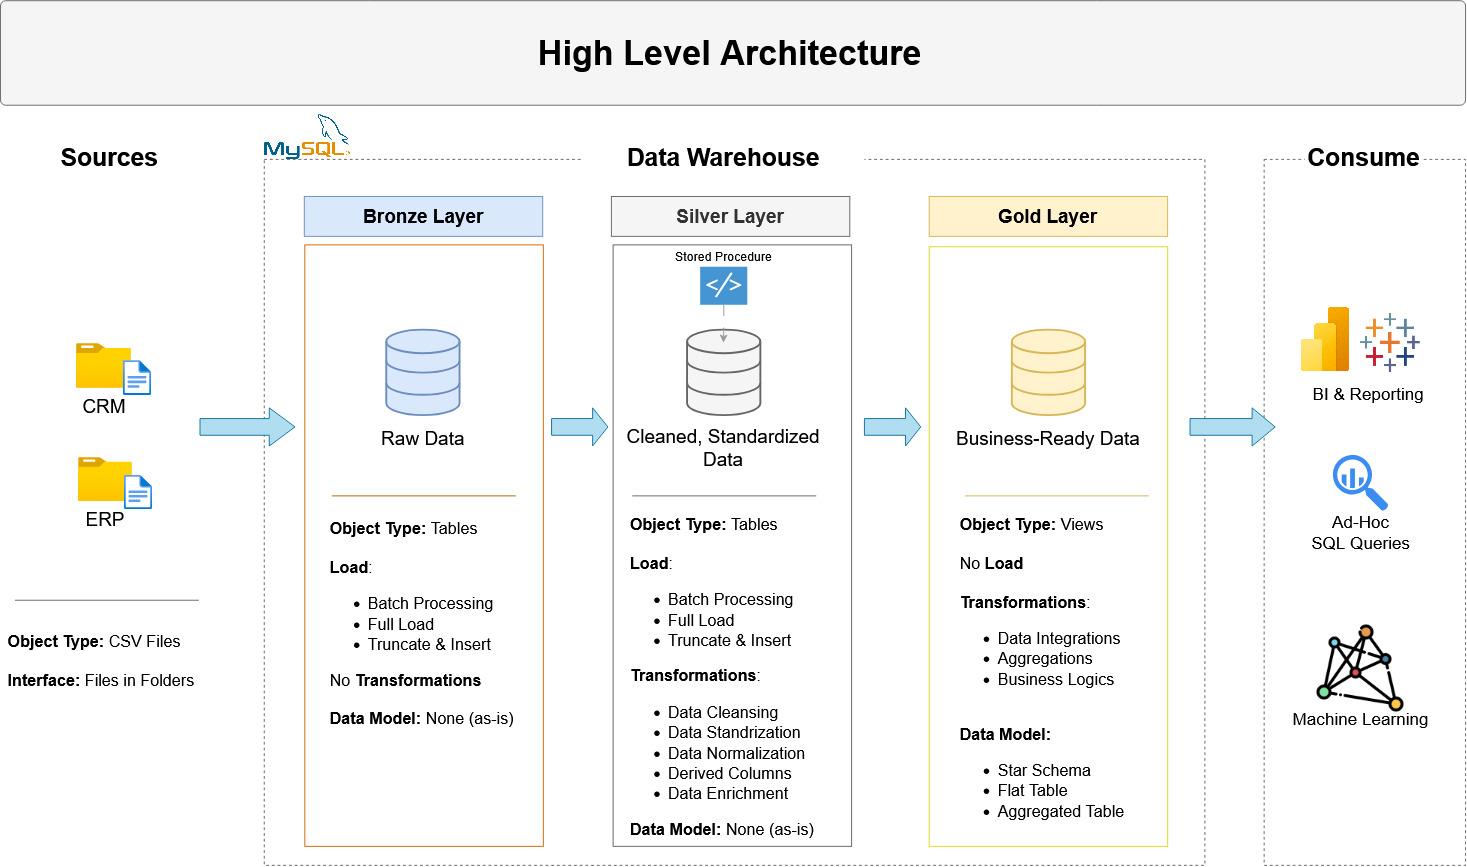 High Level Architecture
Sources
MySQL
Data Warehouse
Consume
Bronze Layer
Silver Layer
Gold Layer
Stored Procedure
</>
CRM
ERP
Object Type: CSV Files
Interface: Files in Folders
Raw Data
Object Type: Tables
Load:
Batch Processing
Full Load
Truncate & Insert
No Transformations
Data Model: None (as-is)
Cleaned, Standardized
Data
Object Type: Tables
Load:
Batch Processing
Full Load
Truncate & Insert
Transformations:
Data Cleansing
Data Standrization
Data Normalization
Derived Columns
Data Enrichment
Data Model: None (as-is)
Business-Ready Data
Object Type: Views
No Load
Transformations:
Data Integrations
Aggregations
Business Logics
Data Model:
Star Schema
Flat Table
Aggregated Table
BI & Reporting
Ad-Hoc
SQL Queries
Machine Learning